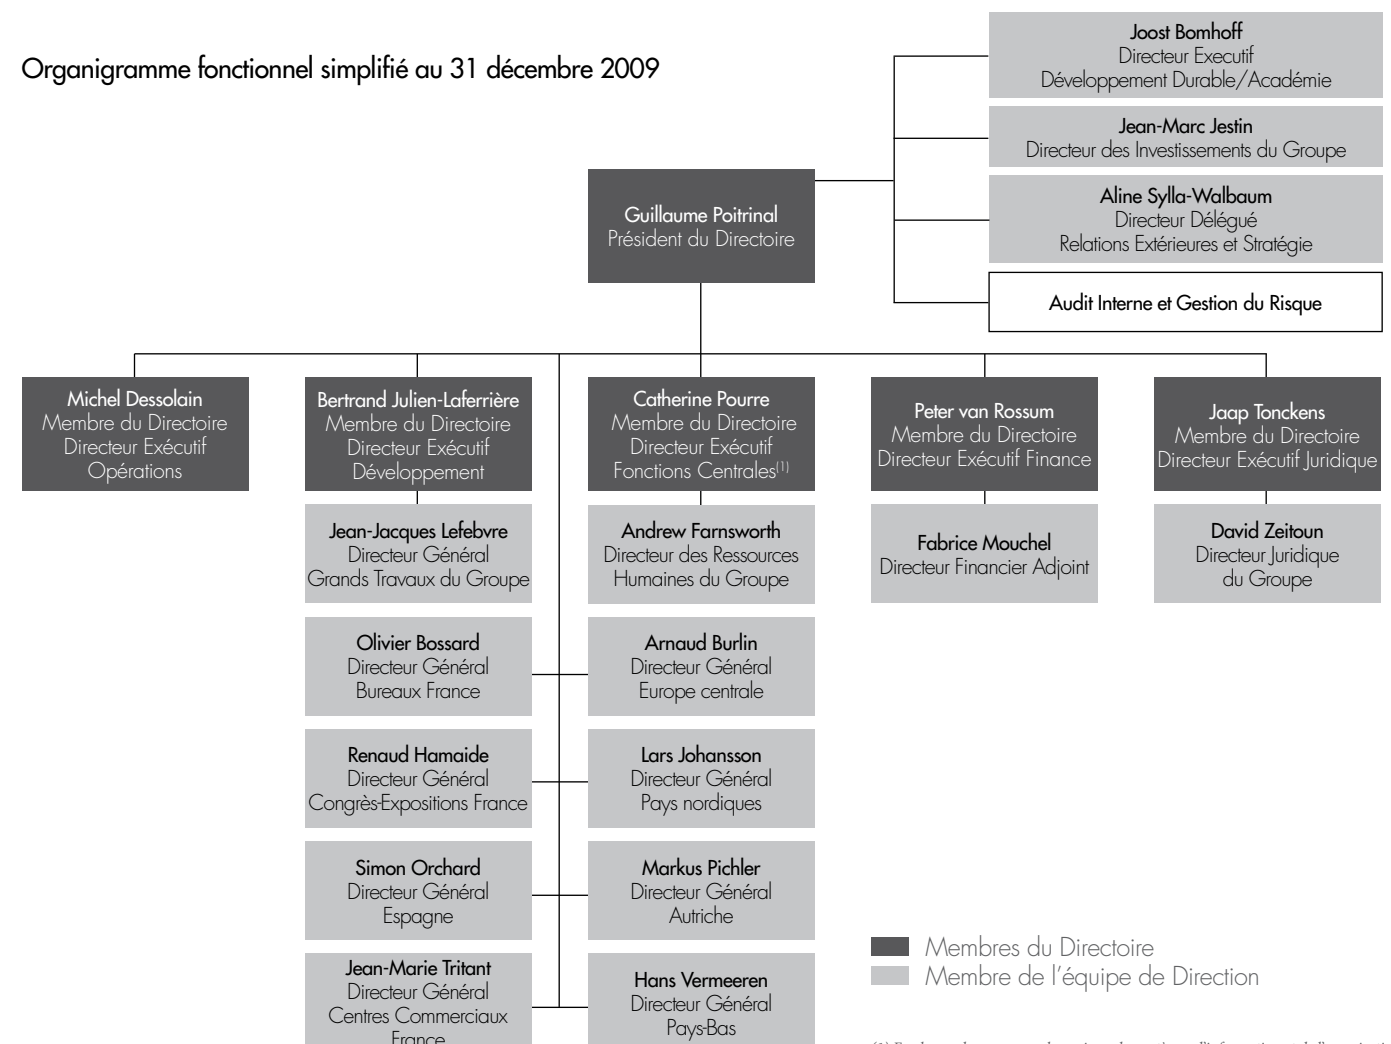 Organigramme fonctionnel simplifié au 31 décembre 2009
Joost Bomhoff
Directeur Executif
Développement Durable/Académie
Jean-Marc Jestin
Directeur des Investissements du Groupe
Aline Sylla-Walbaum
Directeur Délégué
Relations Extérieures et Stratégie
Audit Interne et Gestion du Risque
Guillaume Poitrinal
Président du Directoire
Michel Dessolain
Membre du Directoire
Directeur Exécutif
Opérations
Bertrand Julien-Laferrière
Membre du Directoire
Directeur Exécutif
Développement
Catherine Pourre
Membre du Directoire
Directeur Exécutif
Fonctions Centrales(1)
Peter van Rossum
Membre du Directoire
Directeur Exécutif Finance
Jaap Tonckens
Membre du Directoire
Directeur Exécutif Juridique
Jean-Jacques Lefebvre
Directeur Général
Grands Travaux du Groupe
Andrew Farnsworth
Directeur des Ressources
Humaines du Groupe
Fabrice Mouchel
Directeur Financier Adjoint
David Zeitoun
Directeur Juridique
du Groupe
Olivier Bossard
Directeur Général
Bureaux France
Arnaud Burlin
Directeur Général
Europe centrale
Renaud Hamaide
Directeur Général
Congrès-Expositions France
Lars Johansson
Directeur Général
Pays nordiques
Simon Orchard
Directeur Général
Espagne
Markus Pichler
Directeur Général
Autriche
Jean-Marie Tritant
Directeur Général
Centres Commerciaux
France
Hans Vermeeren
Directeur Général
Pays-Bas
Membres du Directoire
Membre de l'équipe de Direction